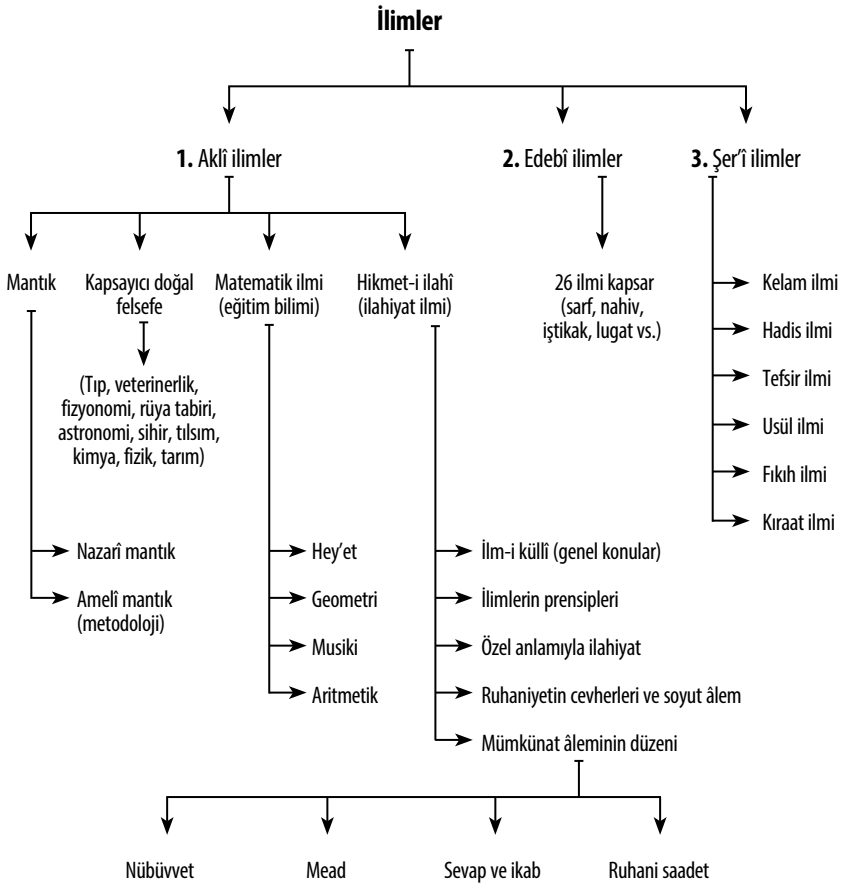 İlimler
1. Aklî ilimler
2. Edebî ilimler
3. Şer’î ilimler
Mantık
Kapsayıcı doğal
felsefe
Matematik ilmi
(eğitim bilimi)
Hikmet-i ilahî
(ilahiyat ilmi)
26 ilmi kapsar
(sarf, nahiv,
iştikak, lugat vs.)
Kelam ilmi
Hadis ilmi
Tefsir ilmi
Usül ilmi
Fıkıh ilmi
Kıraat ilmi
(Tıp, veterinerlik,
fizyonomi, rüya tabiri,
astronomi, sihir, tılsım,
kimya, fizik, tarım)
Nazarî mantık
Amelî mantık
(metodoloji)
Hey’et
Geometri
Musiki
Aritmetik
İlm-i küllî (genel konular)
İlimlerin prensipleri
Özel anlamıyla ilahiyat
Ruhaniyetin cevherleri ve soyut âlem
Mümkünat âleminin düzeni
Nübüvvet
Mead
Sevap ve ikab
Ruhani saadet